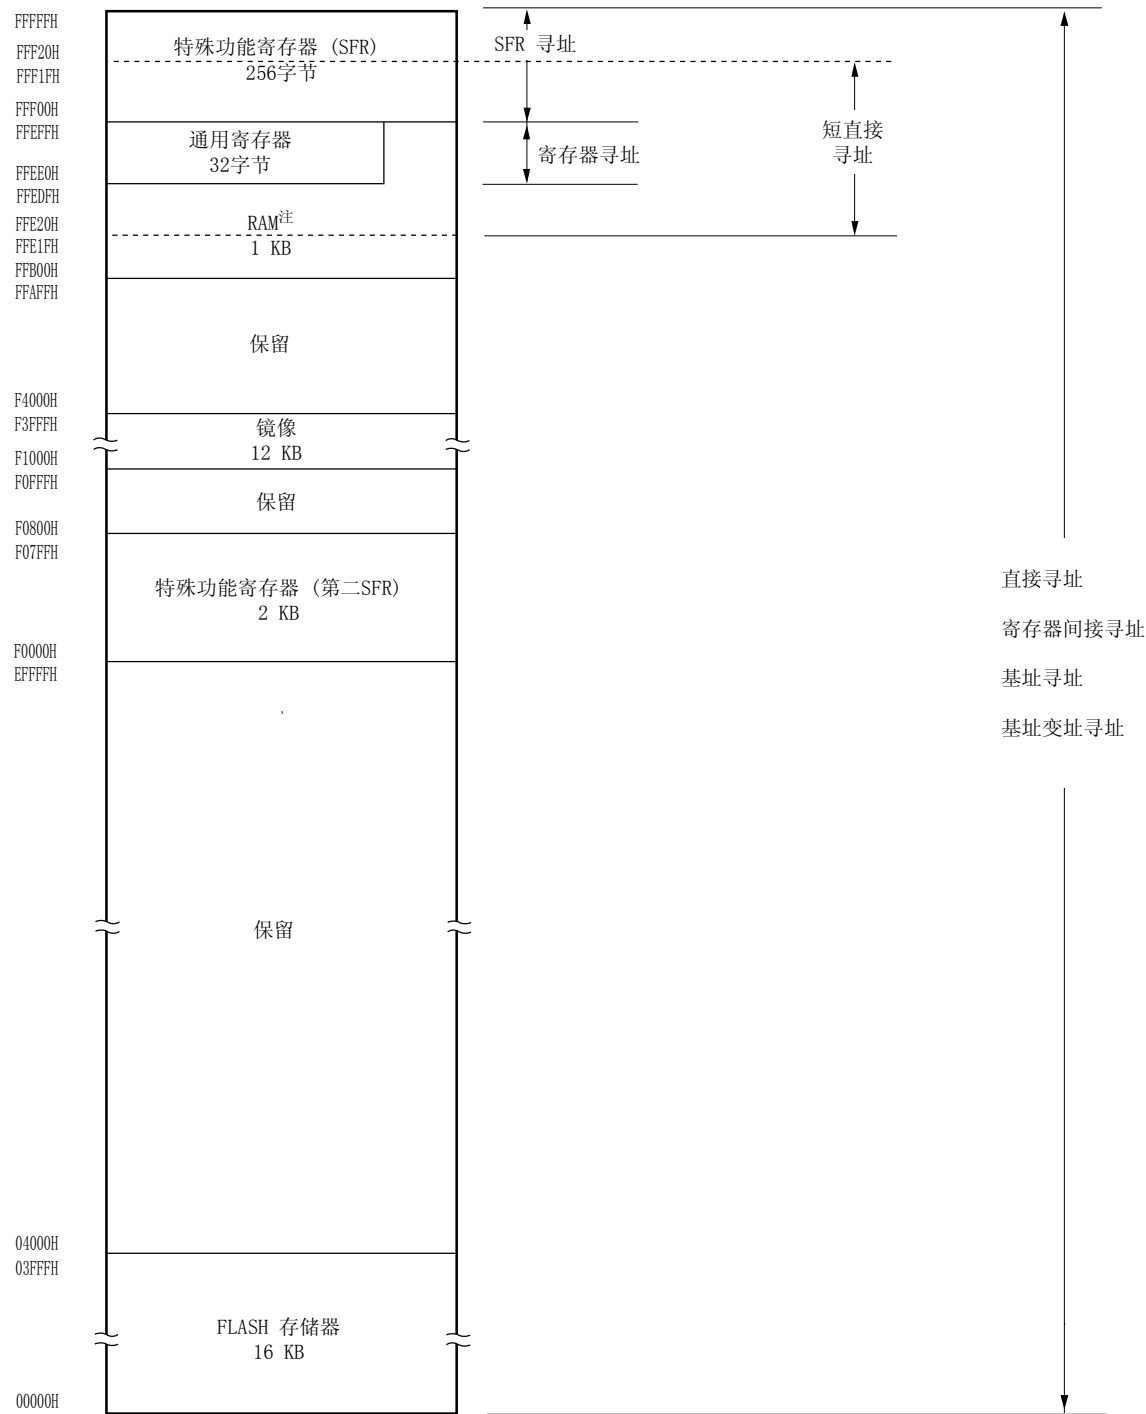 FFFFFH
SFR 寻址
特殊功能寄存器 (SFR)
256字节
FFF20H
FFF1FH
FFF00H
FFEFFH
通用寄存器
32字节
寄存器寻址
短直接
寻址
FFEE0H
FFEDFH
RAM注
1 KB
FFE20H
FFE1FH
FFB00H
FFAFFH
保留
F4000H
F3FFFH
镜像
12 KB
F1000H
F0FFFH
保留
F0800H
F07FFH
特殊功能寄存器 (第二SFR)
2 KB
直接寻址
寄存器间接寻址
基址寻址
基址变址寻址
F0000H
EFFFFH
保留
04000H
03FFFH
FLASH 存储器
16 KB
00000H